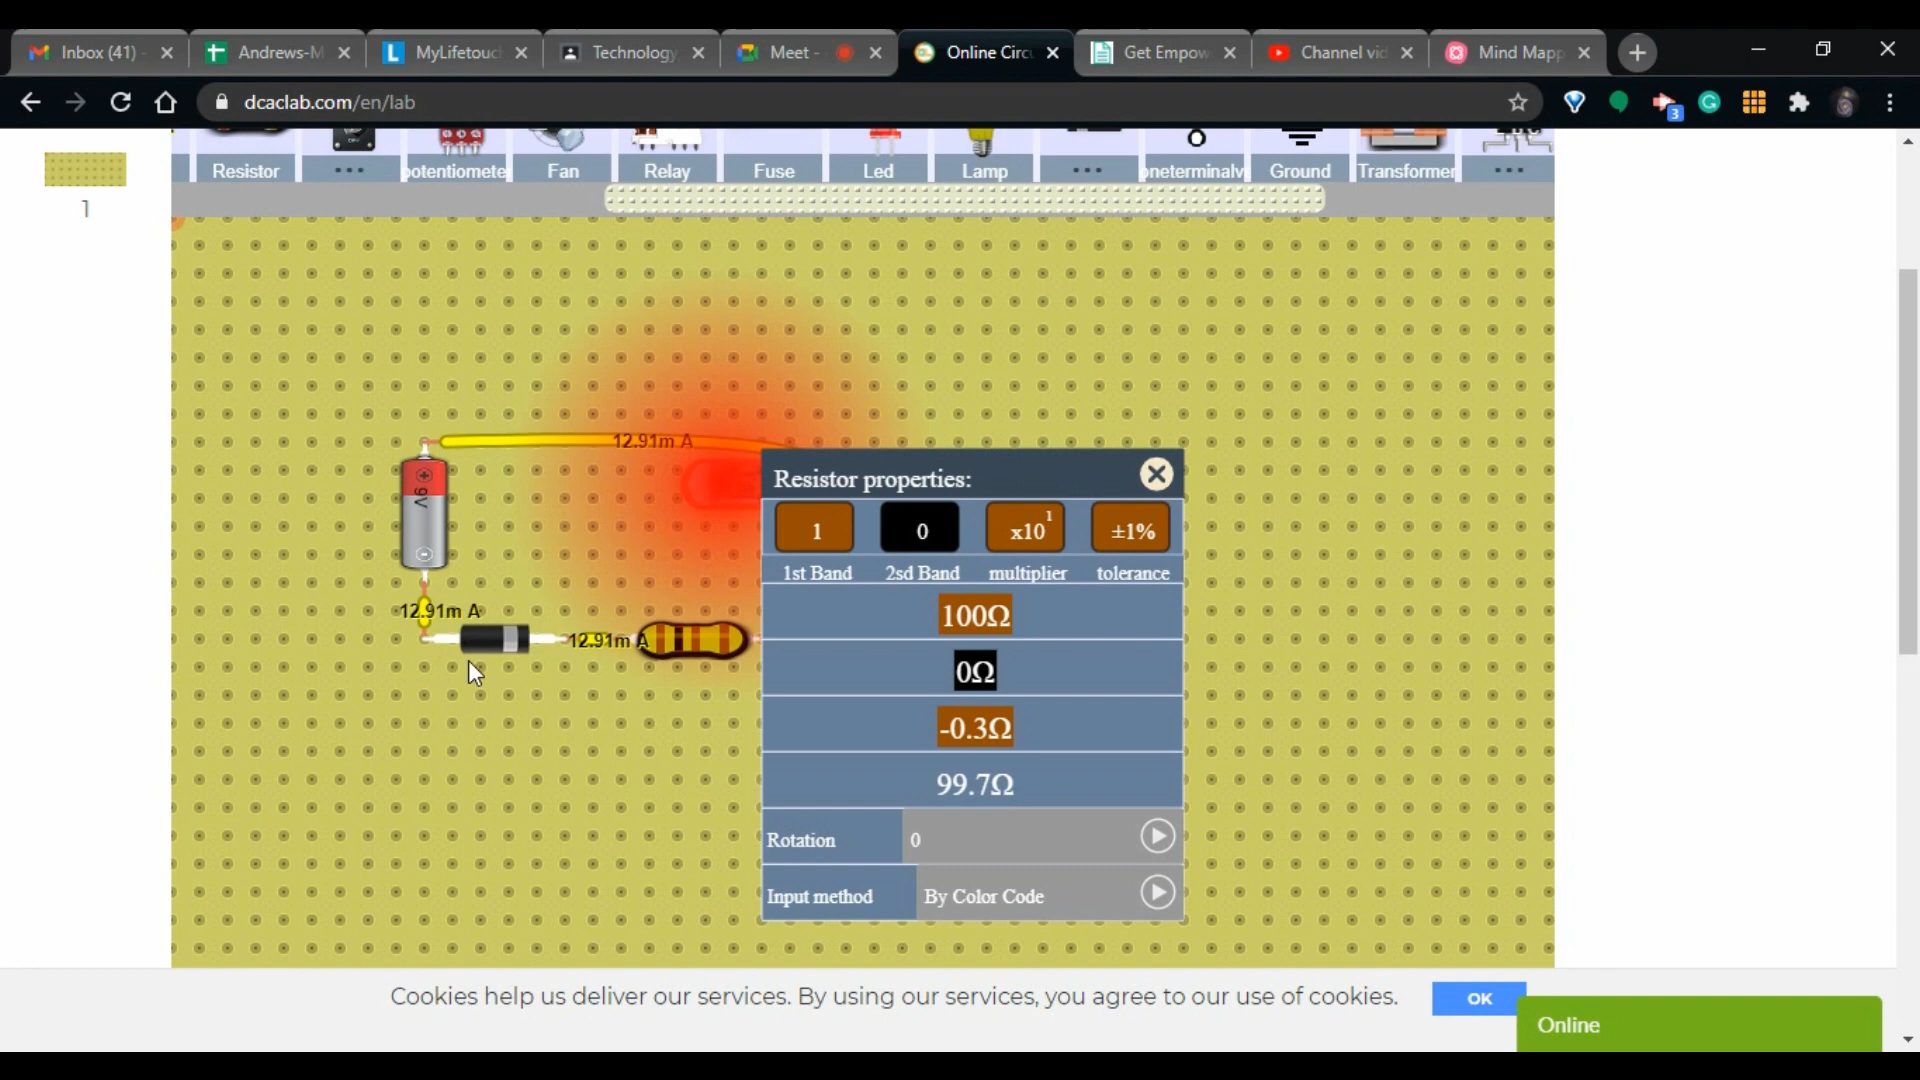 Inbox (41) -
Andrews-M
MyLifetouc
Technology
Meet -
Online Circ
Get Empow
Channel vid
Mind Mapp
dcaclab.com/en/lab
3
Resistor
...
potentiomete
Fan
Relay
Fuse
Led
Lamp
...
oneterminalv
Ground
Transformer
...
1
12.91m A
9V
12.91m A
12.91m A
Resistor properties:
1
0
x10¹
±1%
1st Band
2sd Band
multiplier
tolerance
100Ω
0Ω
-0.3Ω
99.7Ω
Rotation
0
Input method
By Color Code
Cookies help us deliver our services. By using our services, you agree to our use of cookies.
OK
Online